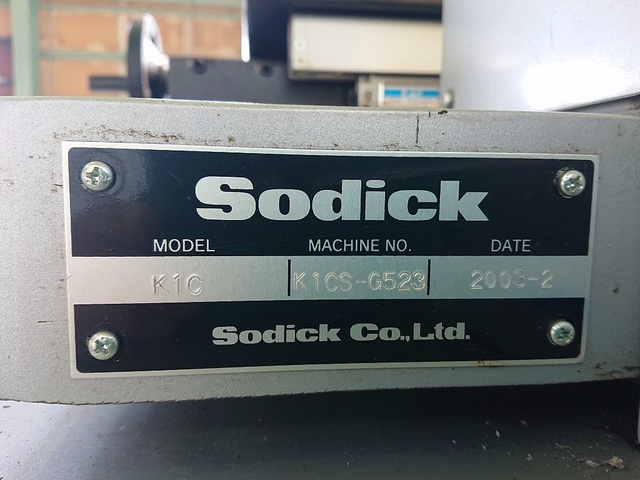 Sodick
MODEL MACHINE NO. DATE
K1C K1CS-G523 2003-2
Sodick Co., Ltd.